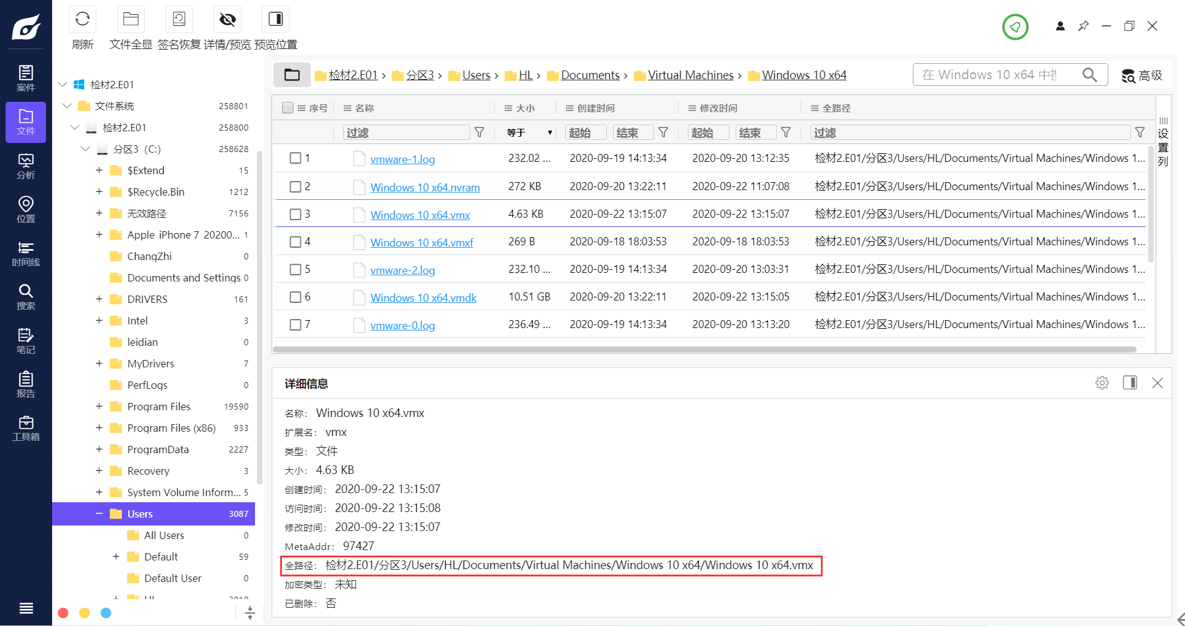 刷新 文件全显 签名恢复 详情/预览 预览位置
案件
文件
分析
位置
时间线
搜索
笔记
报告
工具箱
检材2.E01
文件系统 258801
检材2.E01 258800
分区3 (C:) 258628
+ $Extend 15
+ $Recycle.Bin 1212
+ 无效路径 7156
+ Apple iPhone 7 20200... 1
ChangZhi 0
Documents and Settings 0
+ DRIVERS 161
+ Intel 3
leidian 0
+ MyDrivers 7
PerfLogs 0
+ Program Files 19590
+ Program Files (x86) 933
+ ProgramData 2227
+ Recovery 3
+ System Volume Inform... 5
− Users 3087
All Users 0
+ Default 59
Default User 0
检材2.E01 › 分区3 › Users › HL › Documents › Virtual Machines › Windows 10 x64
在 Windows 10 x64 中搜 高级
序号 名称 大小 创建时间 修改时间 全路径
过滤 等于 起始 结束 起始 结束 过滤
设置列
1 vmware-1.log 232.02 ... 2020-09-19 14:13:34 2020-09-20 13:12:35 检材2.E01/分区3/Users/HL/Documents/Virtual Machines/Windows 1...
2 Windows 10 x64.nvram 272 KB 2020-09-20 13:22:11 2020-09-22 11:07:08 检材2.E01/分区3/Users/HL/Documents/Virtual Machines/Windows 1...
3 Windows 10 x64.vmx 4.63 KB 2020-09-22 13:15:07 2020-09-22 13:15:07 检材2.E01/分区3/Users/HL/Documents/Virtual Machines/Windows 1...
4 Windows 10 x64.vmxf 269 B 2020-09-18 18:03:53 2020-09-18 18:03:53 检材2.E01/分区3/Users/HL/Documents/Virtual Machines/Windows 1...
5 vmware-2.log 232.10 ... 2020-09-19 14:13:34 2020-09-20 13:03:31 检材2.E01/分区3/Users/HL/Documents/Virtual Machines/Windows 1...
6 Windows 10 x64.vmdk 10.51 GB 2020-09-20 13:22:11 2020-09-22 13:15:05 检材2.E01/分区3/Users/HL/Documents/Virtual Machines/Windows 1...
7 vmware-0.log 236.49 ... 2020-09-19 14:13:34 2020-09-20 13:13:20 检材2.E01/分区3/Users/HL/Documents/Virtual Machines/Windows 1...
详细信息
名称: Windows 10 x64.vmx
扩展名: vmx
类型: 文件
大小: 4.63 KB
创建时间: 2020-09-22 13:15:07
访问时间: 2020-09-22 13:15:08
修改时间: 2020-09-22 13:15:07
MetaAddr: 97427
全路径: 检材2.E01/分区3/Users/HL/Documents/Virtual Machines/Windows 10 x64/Windows 10 x64.vmx
加密类型: 未知
已删除: 否